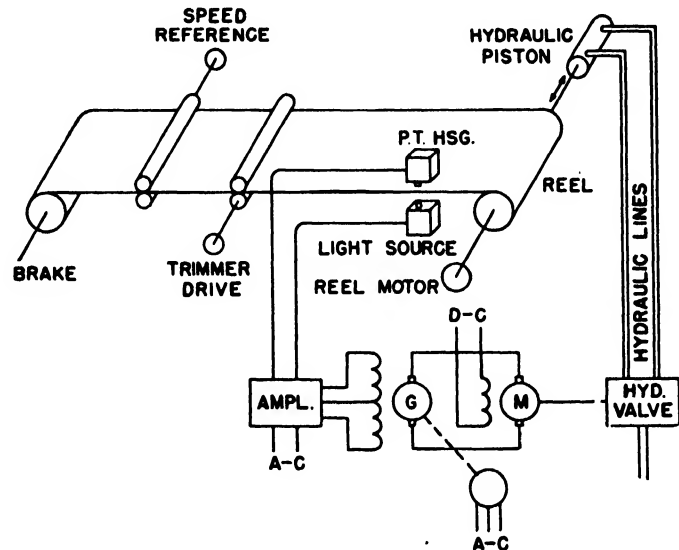 SPEED
REFERENCE
HYDRAULIC
PISTON
P.T. HSG.
REEL
HYDRAULIC LINES
BRAKE
TRIMMER
DRIVE
LIGHT SOURCE
REEL MOTOR
D-C
AMPL.
G
M
HYD.
VALVE
A-C
A-C